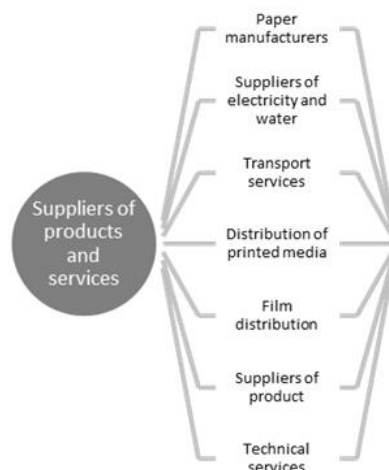 Suppliers of
products
and
services
Paper
manufacturers
Suppliers of
electricity and
water
Transport
services
Distribution of
printed media
Film
distribution
Suppliers of
product
Technical
services